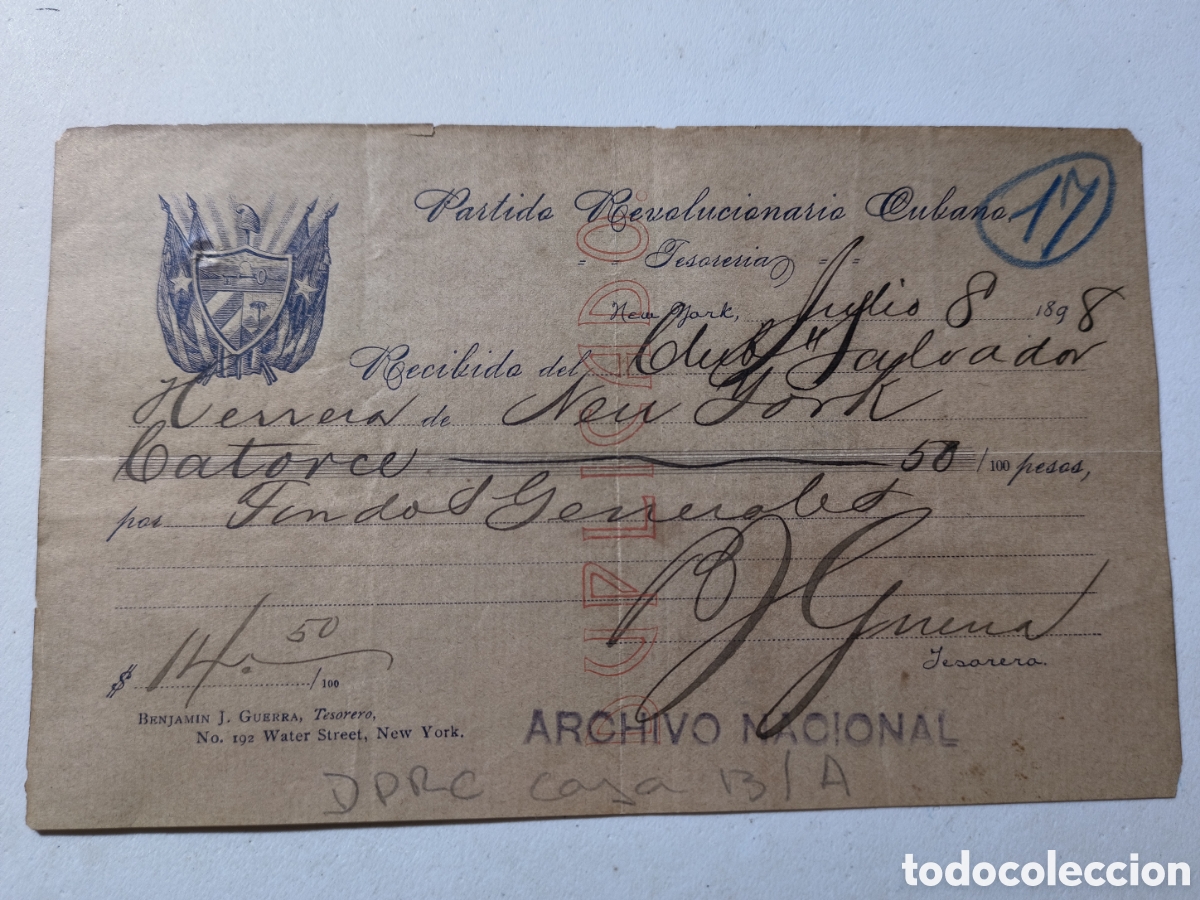 Partido Revolucionario Cubano
17
= Tesoreria =
New York, Julio 8 1898
Recibido del Club "Salvador
Herrera de New York
Catorce 50/100 pesos,
por Fondos Generales
DUPLICADO.
B J Guerra
Tesorero.
$ 14. 50/100
BENJAMIN J. GUERRA, Tesorero,
No. 192 Water Street, New York.
ARCHIVO NACIONAL
DPRC caja 13/A
todocoleccion